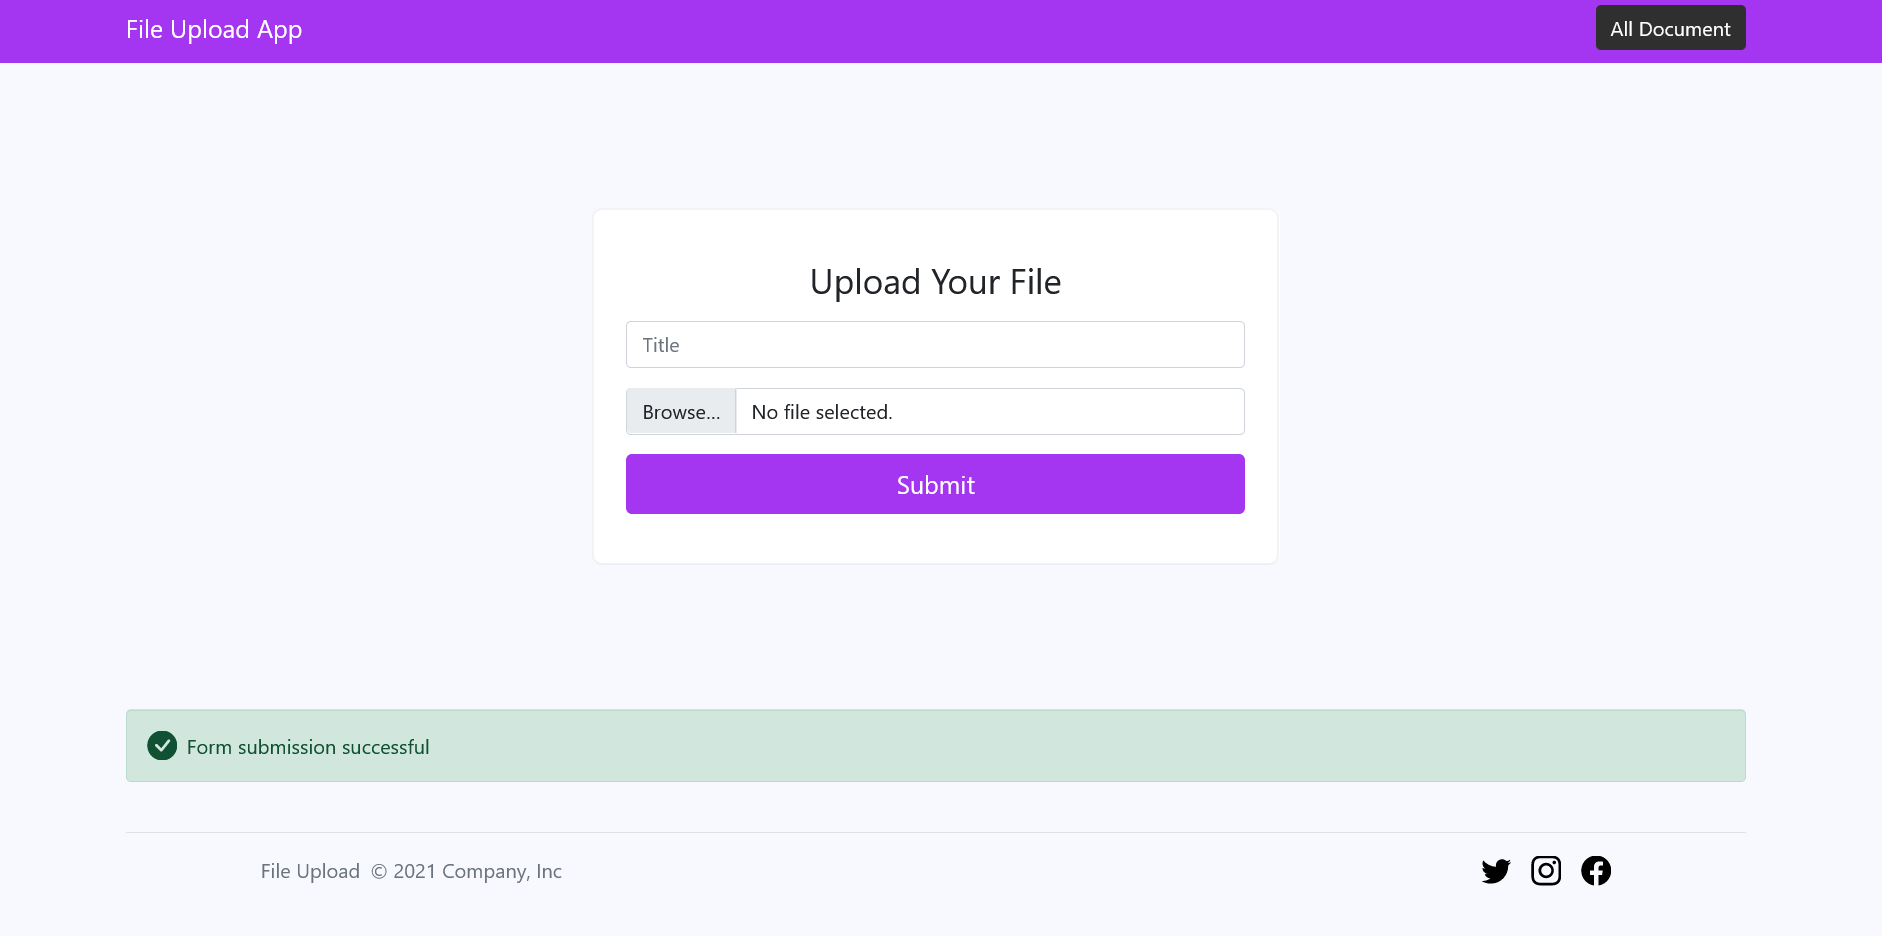 File Upload App
All Document
Upload Your File
Title
Browse... No file selected.
Submit
Form submission successful
File Upload © 2021 Company, Inc